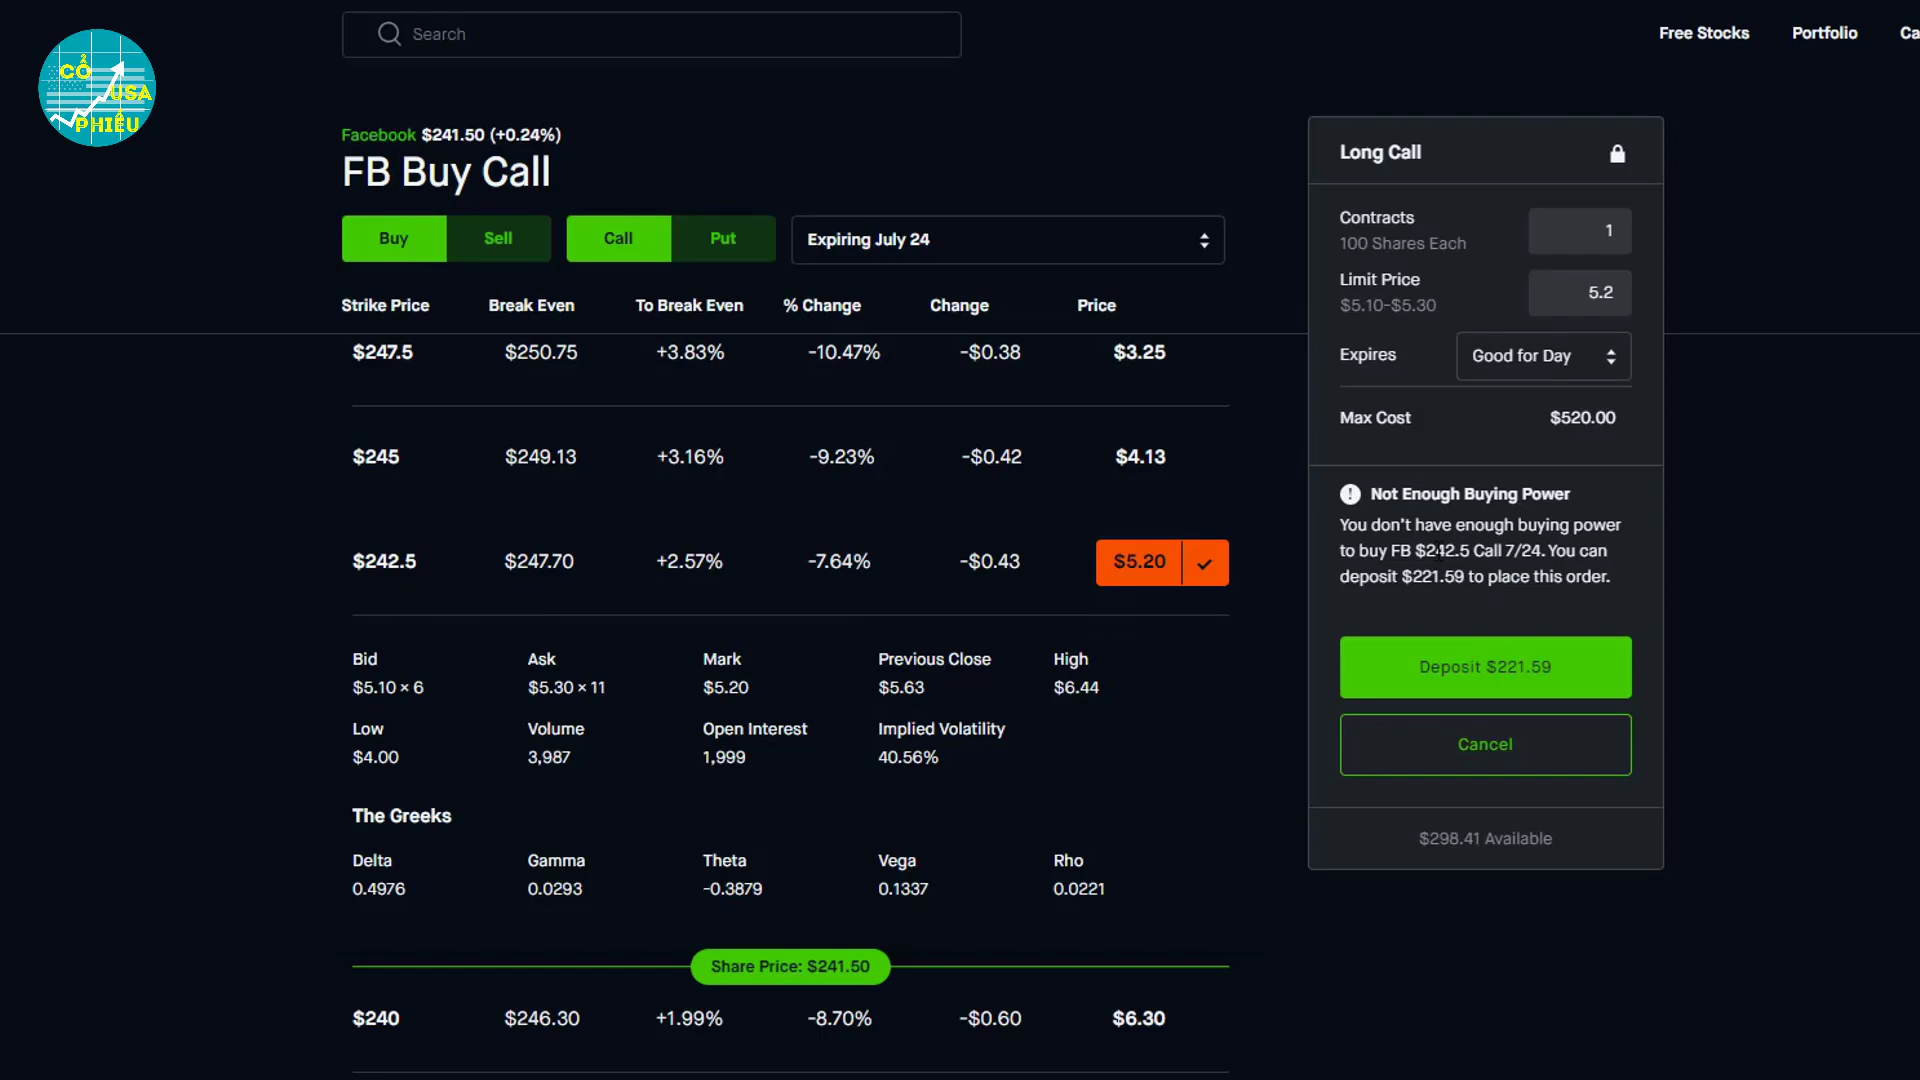 CỔ
USA
PHIẾU
Search
Free Stocks
Portfolio
Ca
Facebook $241.50 (+0.24%)
FB Buy Call
Buy
Sell
Call
Put
Expiring July 24
Strike Price Break Even To Break Even % Change Change Price
$247.5 $250.75 +3.83% -10.47% -$0.38 $3.25
$245 $249.13 +3.16% -9.23% -$0.42 $4.13
$242.5 $247.70 +2.57% -7.64% -$0.43 $5.20
Bid Ask Mark Previous Close High
$5.10 × 6 $5.30 × 11 $5.20 $5.63 $6.44
Low Volume Open Interest Implied Volatility
$4.00 3,987 1,999 40.56%
The Greeks
Delta Gamma Theta Vega Rho
0.4976 0.0293 -0.3879 0.1337 0.0221
Share Price: $241.50
$240 $246.30 +1.99% -8.70% -$0.60 $6.30
Long Call
Contracts 1
100 Shares Each
Limit Price 5.2
$5.10-$5.30
Expires Good for Day
Max Cost $520.00
! Not Enough Buying Power
You don't have enough buying power
to buy FB $242.5 Call 7/24. You can
deposit $221.59 to place this order.
Deposit $221.59
Cancel
$298.41 Available